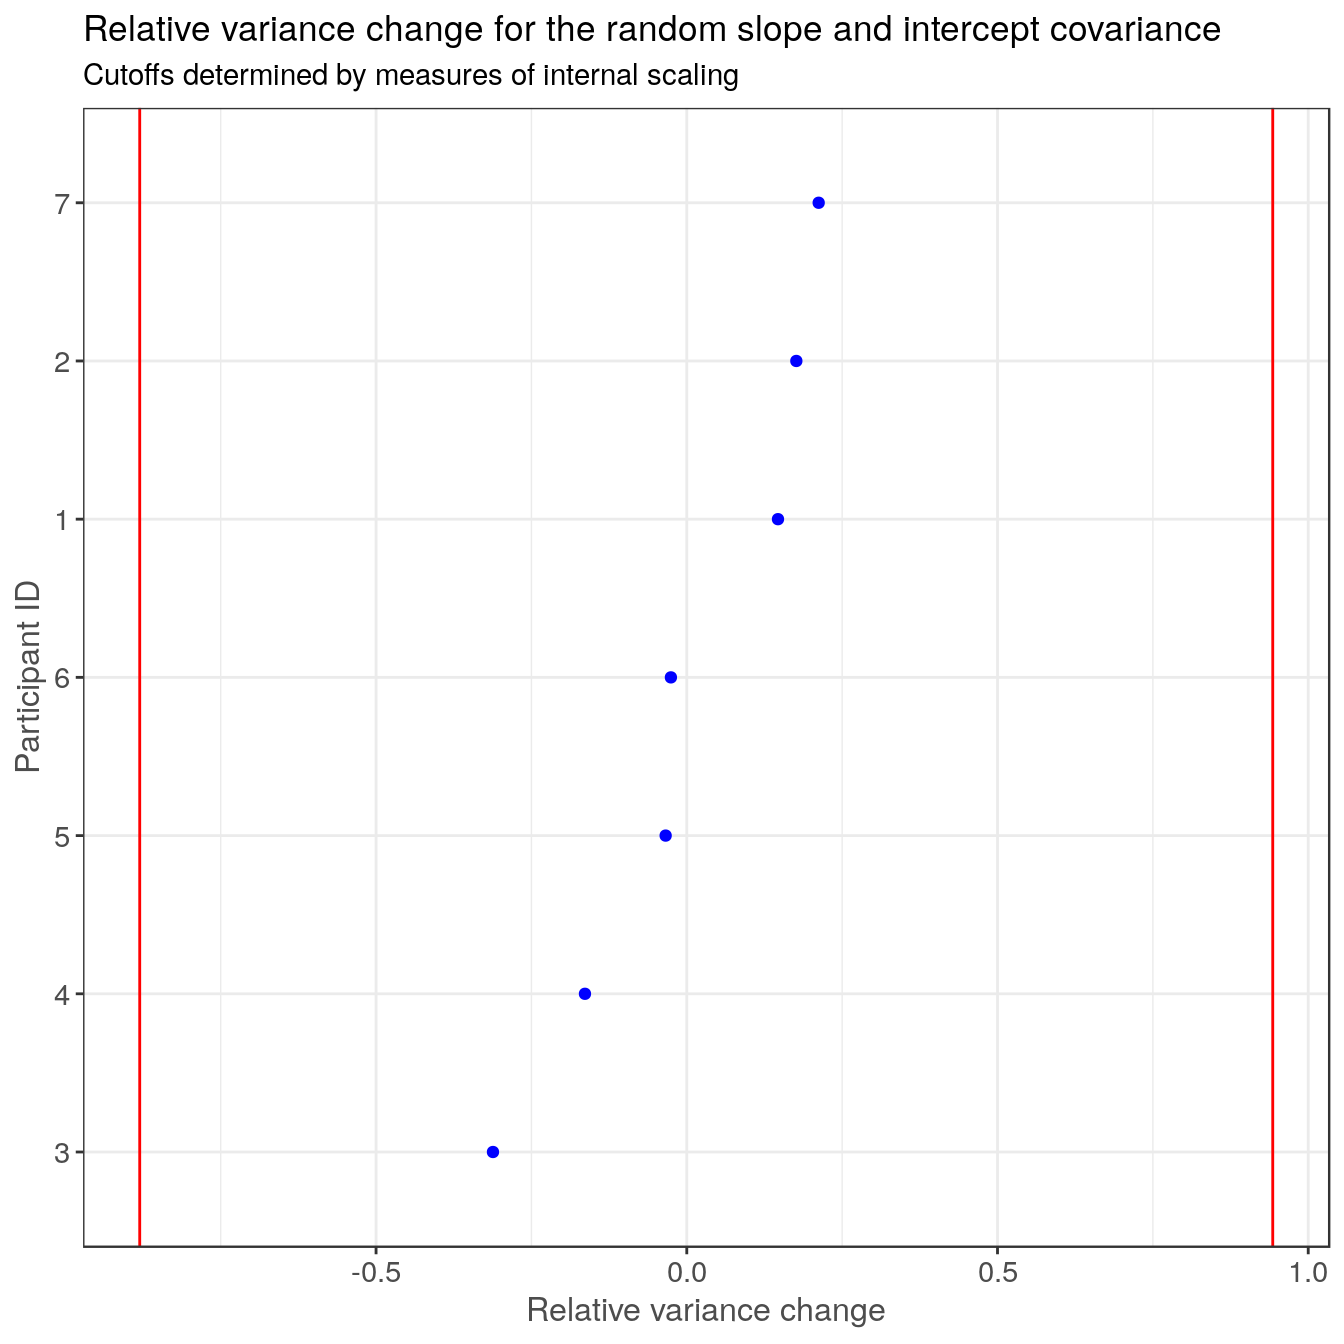 Relative variance change for the random slope and intercept covariance
Cutoffs determined by measures of internal scaling
Participant ID
7
2
1
6
5
4
3
-0.5 0.0 0.5 1.0
Relative variance change